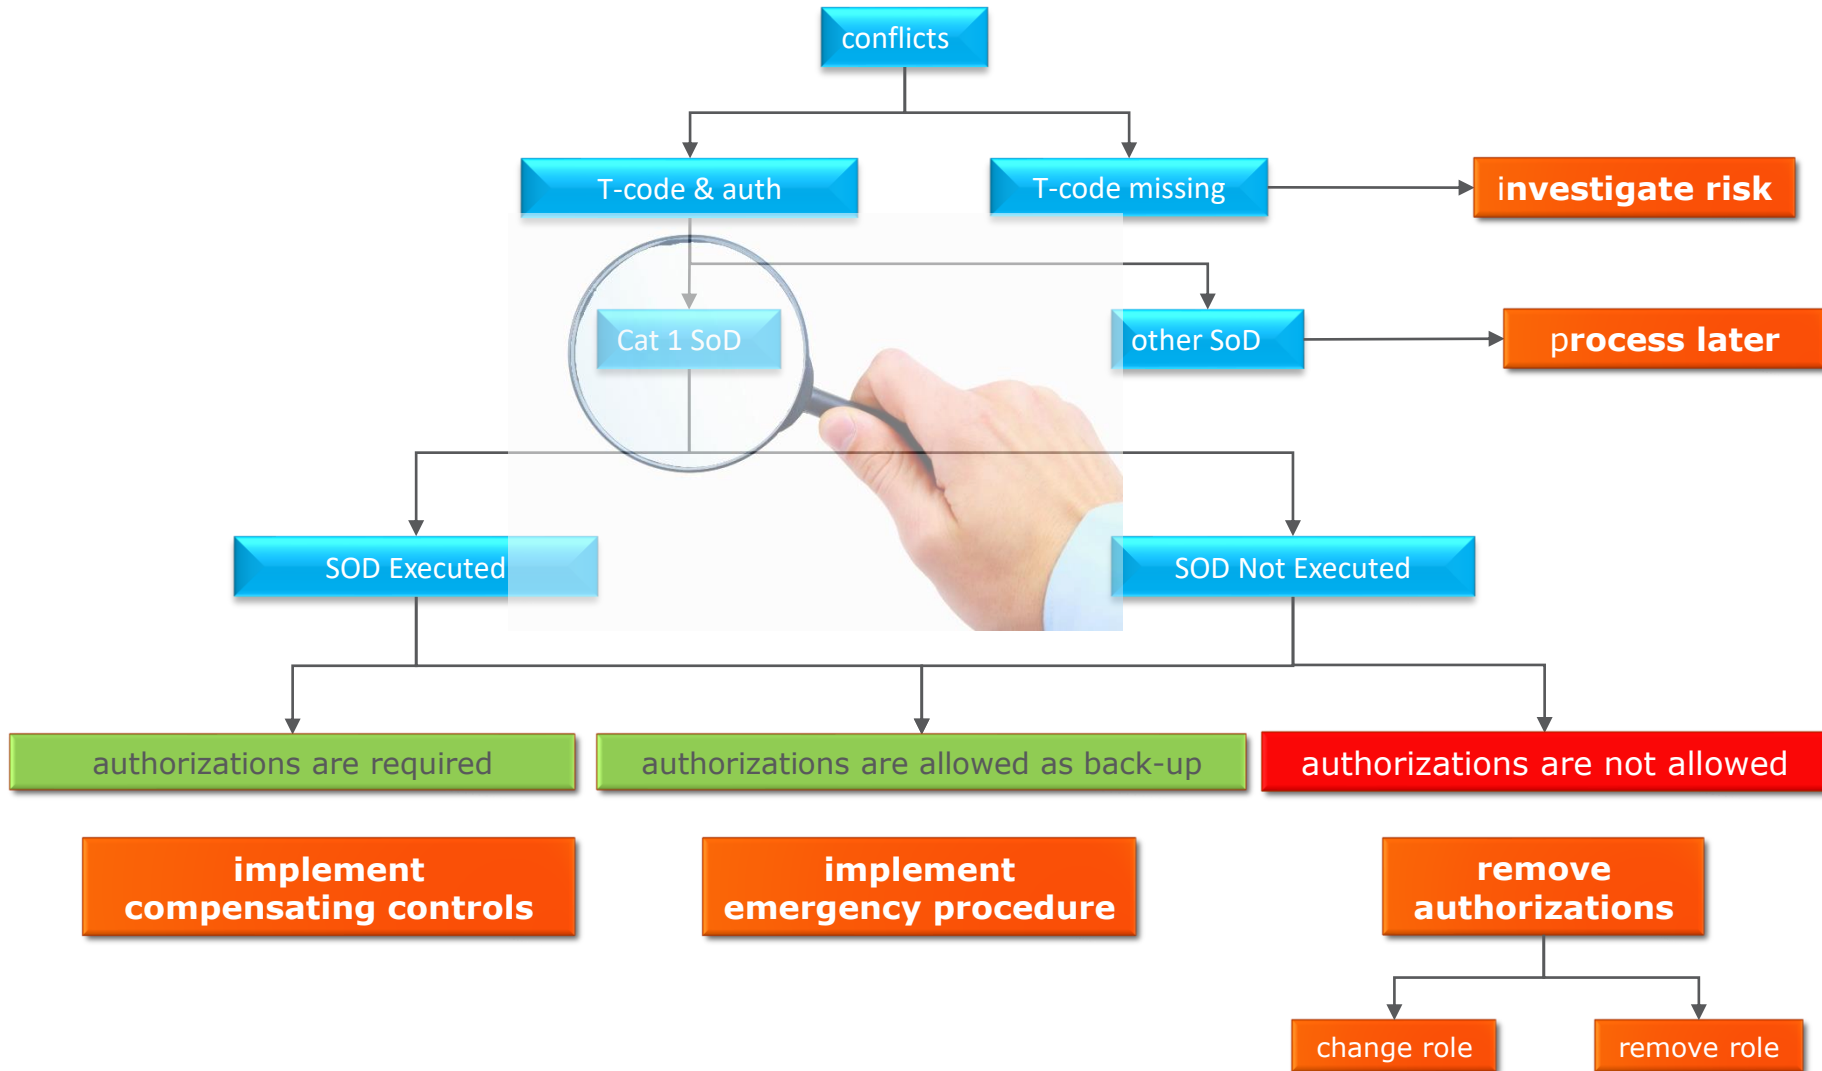 conflicts
T-code & auth
T-code missing
investigate risk
Cat 1 SoD
other SoD
process later
SOD Executed
SOD Not Executed
authorizations are required
authorizations are allowed as back-up
authorizations are not allowed
implement
compensating controls
implement
emergency procedure
remove
authorizations
change role
remove role